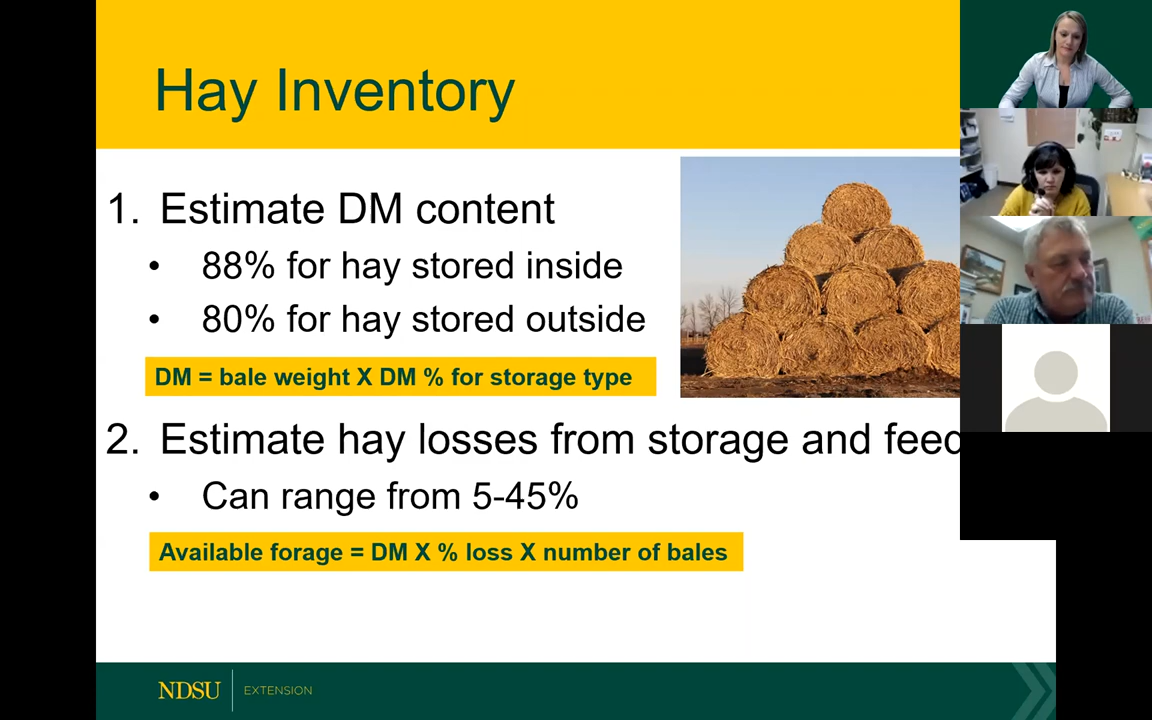 Hay Inventory
1. Estimate DM content
• 88% for hay stored inside
• 80% for hay stored outside
DM = bale weight X DM % for storage type
2. Estimate hay losses from storage and feed
• Can range from 5-45%
Available forage = DM X % loss X number of bales
NDSU EXTENSION